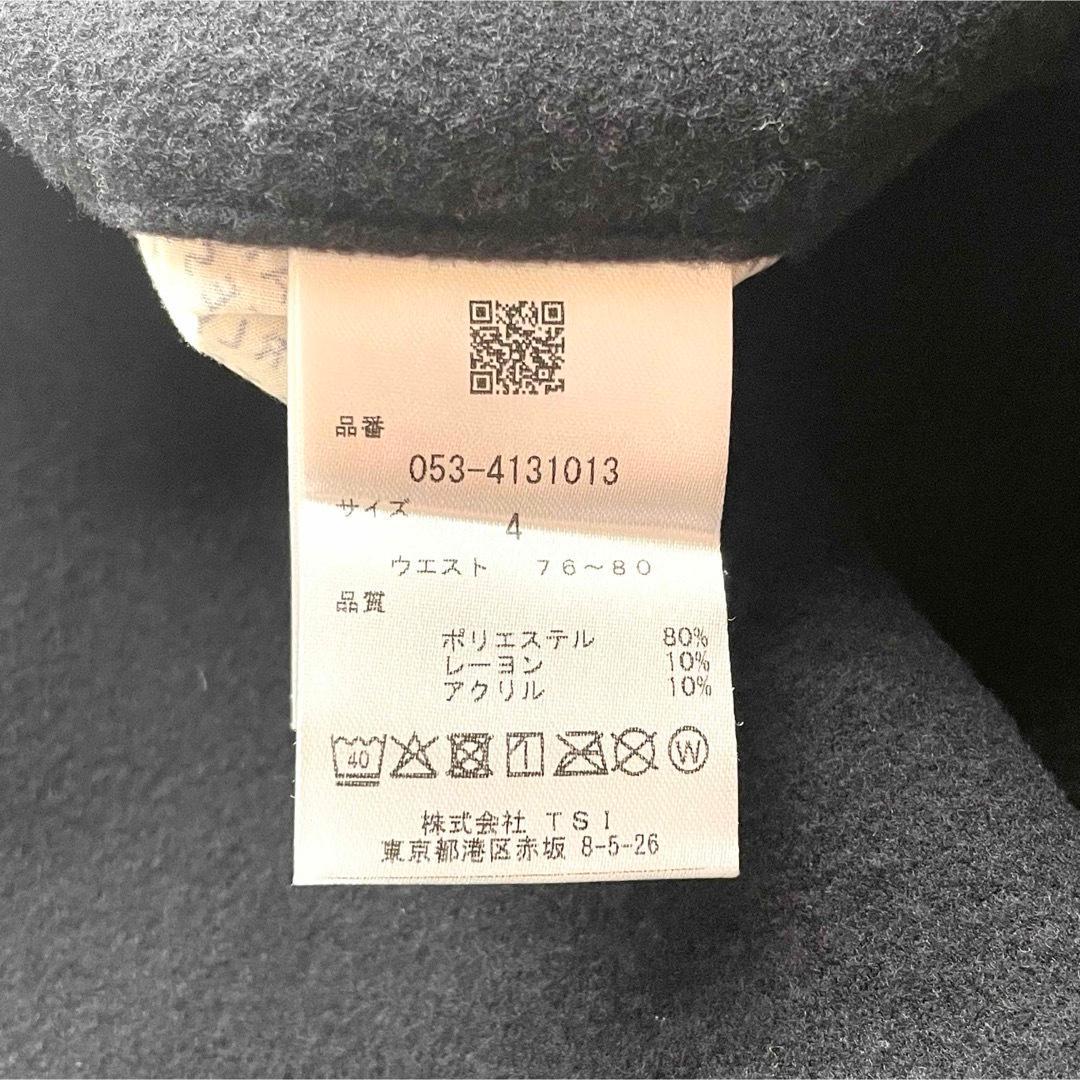 品番
053-4131013
サイズ 4
ウエスト 76～80
品質
ポリエステル 80%
レーヨン 10%
アクリル 10%
40 W
株式会社 TSI
東京都港区赤坂 8-5-26